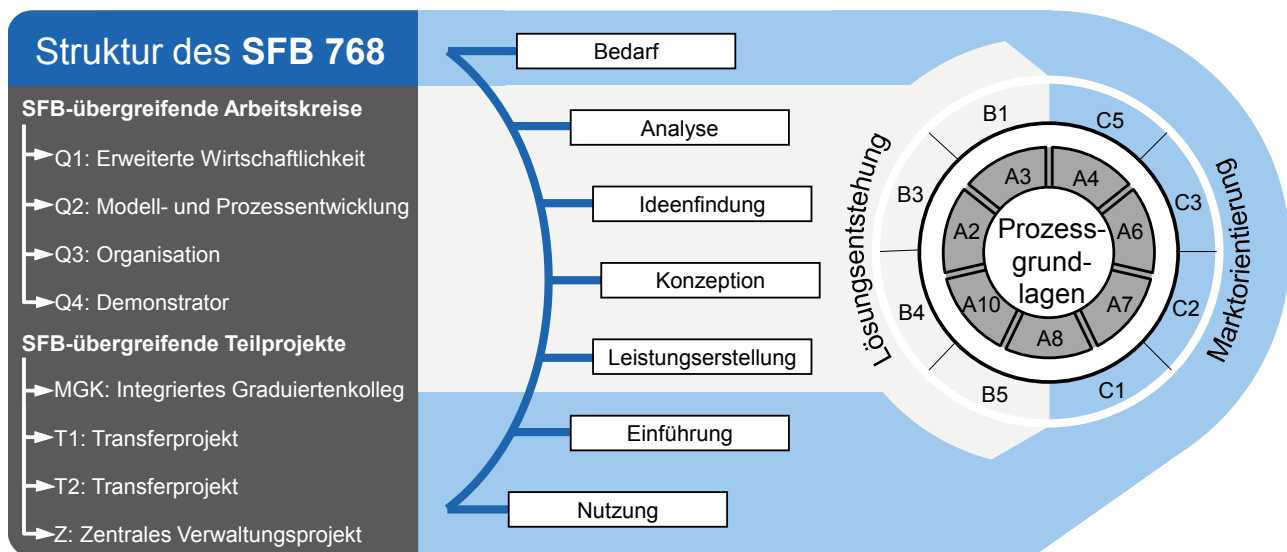 Struktur des SFB 768
SFB-übergreifende Arbeitskreise
Q1: Erweiterte Wirtschaftlichkeit
Q2: Modell- und Prozessentwicklung
Q3: Organisation
Q4: Demonstrator
SFB-übergreifende Teilprojekte
MGK: Integriertes Graduiertenkolleg
T1: Transferprojekt
T2: Transferprojekt
Z: Zentrales Verwaltungsprojekt
Bedarf
Analyse
Ideenfindung
Konzeption
Leistungserstellung
Einführung
Nutzung
Lösungsentstehung
B1
B3
B4
B5
C5
C3
C2
C1
A3
A4
A2
A6
A10
A7
A8
Prozess-
grund-
lagen
Marktorientierung